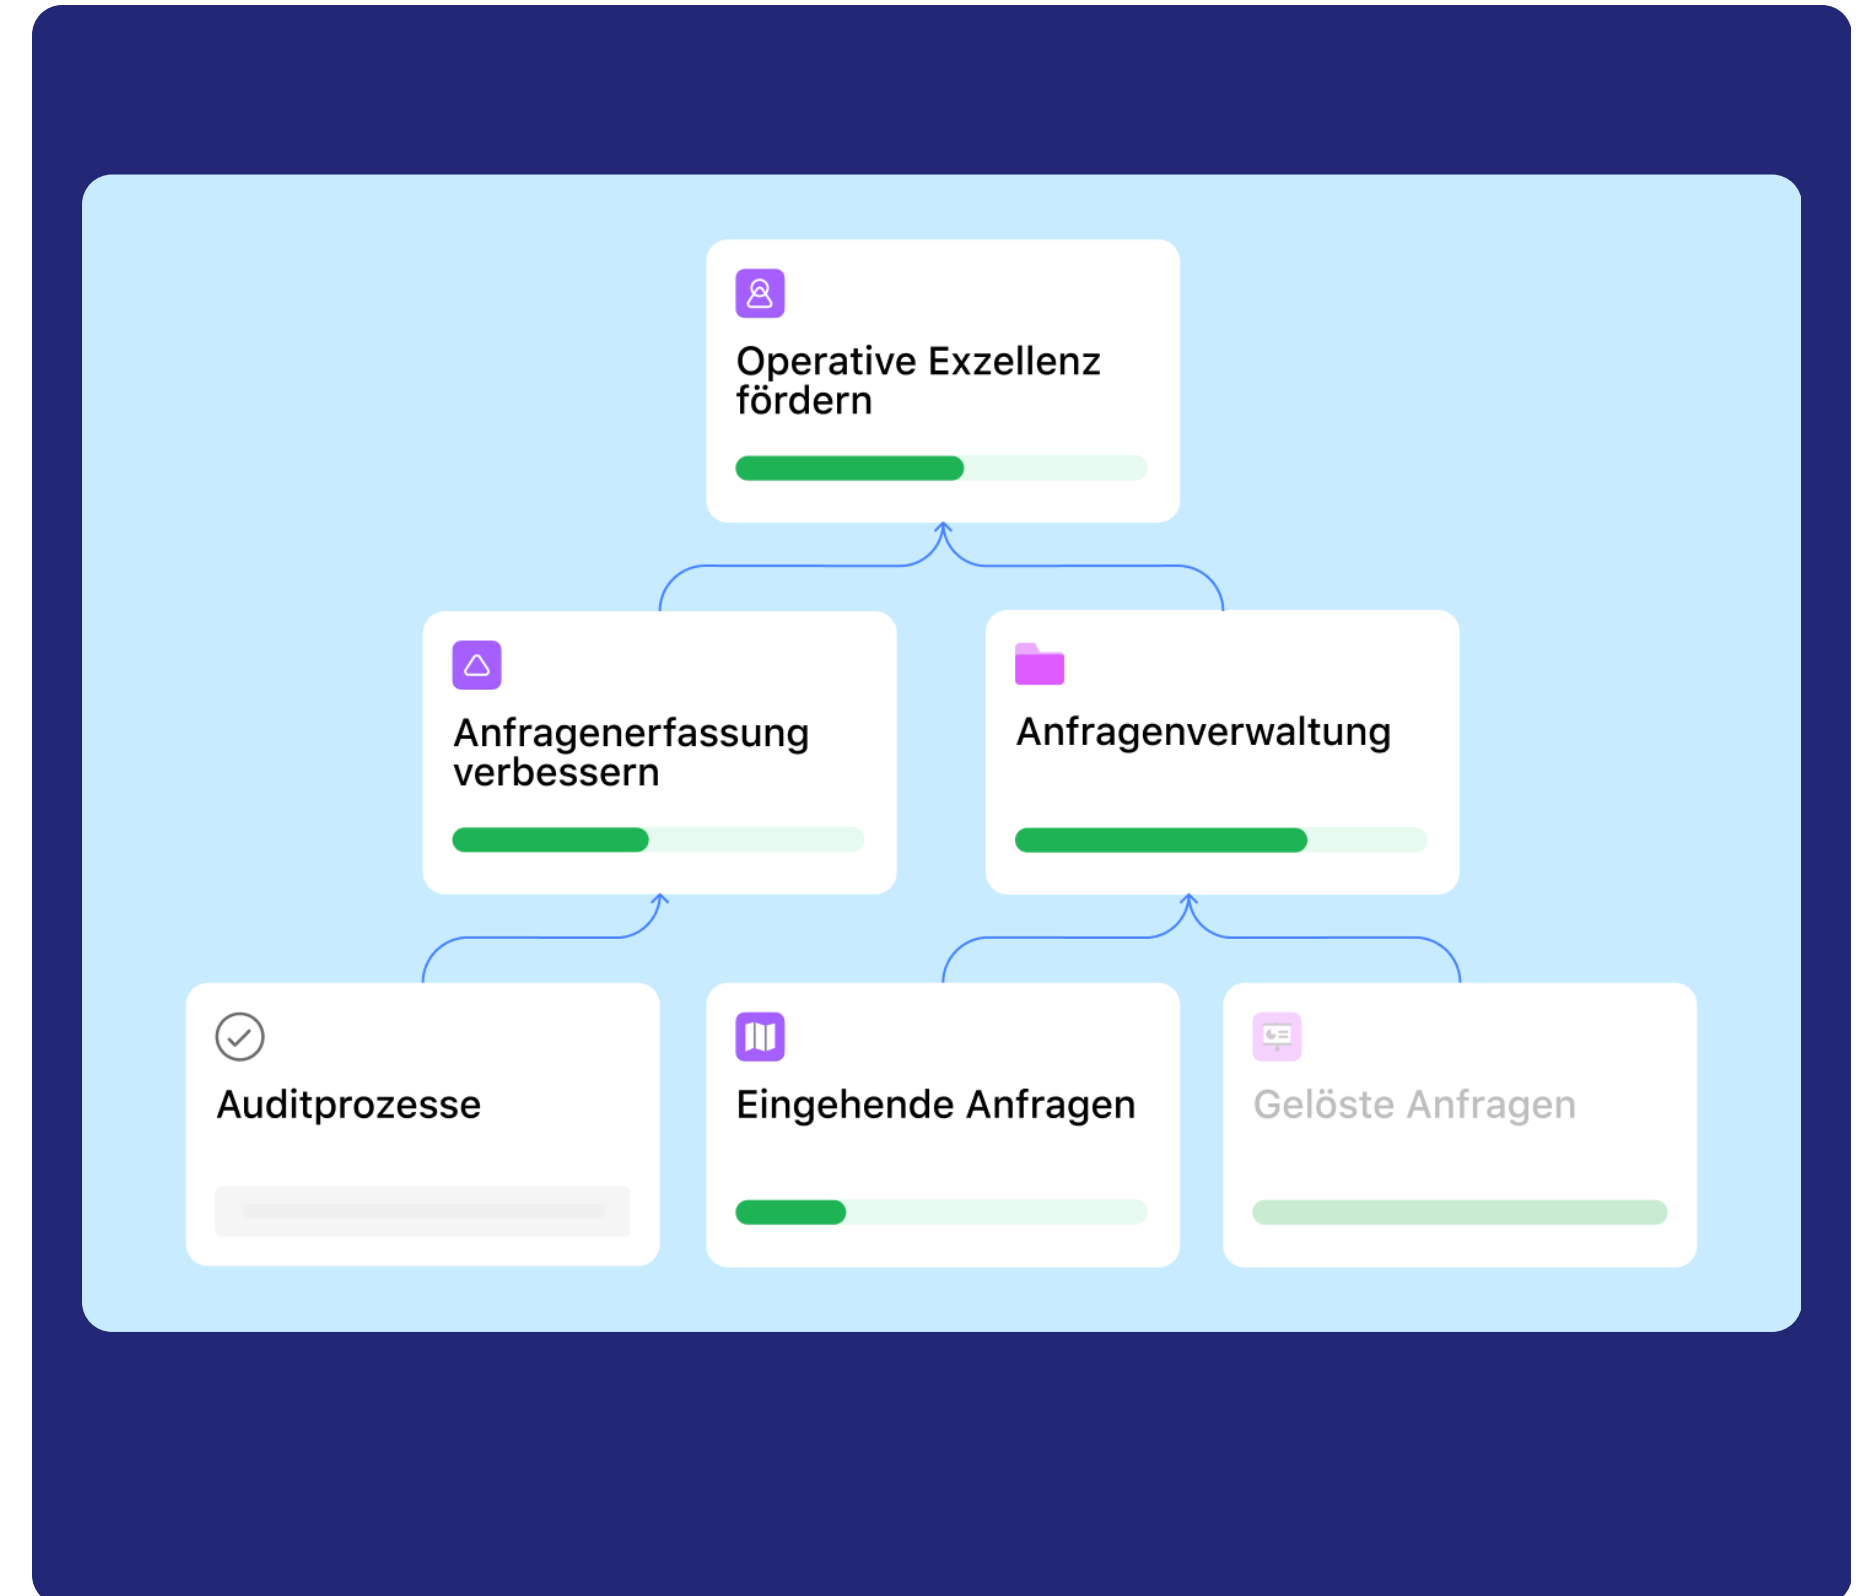 Operative Exzellenz
fördern
Anfragenerfassung
verbessern
Anfragenverwaltung
Auditprozesse
Eingehende Anfragen
Gelöste Anfragen